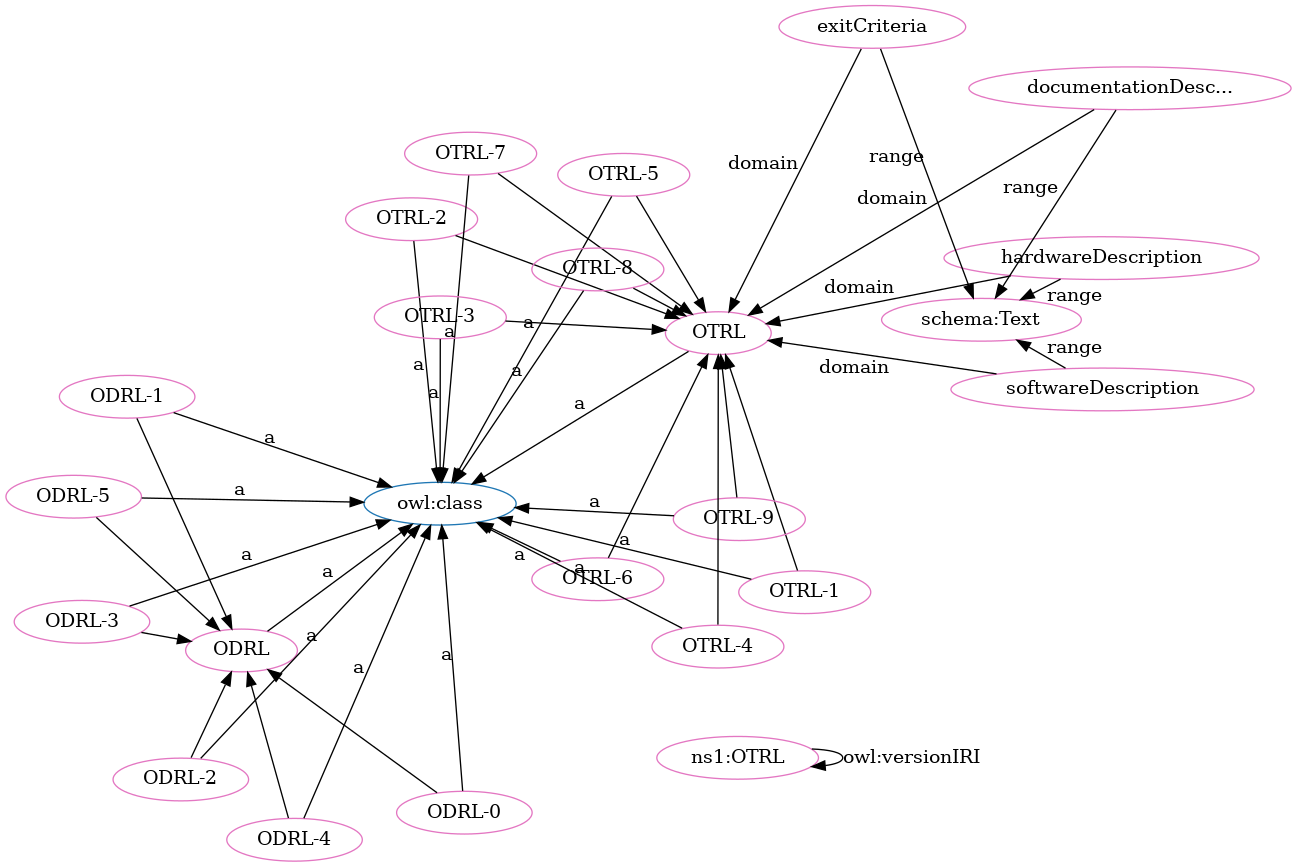 exitCriteria
documentationDesc...
OTRL-7
domain
range
OTRL-5
range
domain
OTRL-2
hardwareDescription
OTRL-8
domain
range
OTRL-3
schema:Text
a
a
OTRL
range
a
a
domain
softwareDescription
a
ODRL-1
a
a
ODRL-5
a
owl:class
a
OTRL-9
a
a
a
a
a
OTRL-6
OTRL-1
ODRL-3
a
ODRL
a
a
OTRL-4
ns1:OTRL
owl:versionIRI
ODRL-2
ODRL-0
ODRL-4